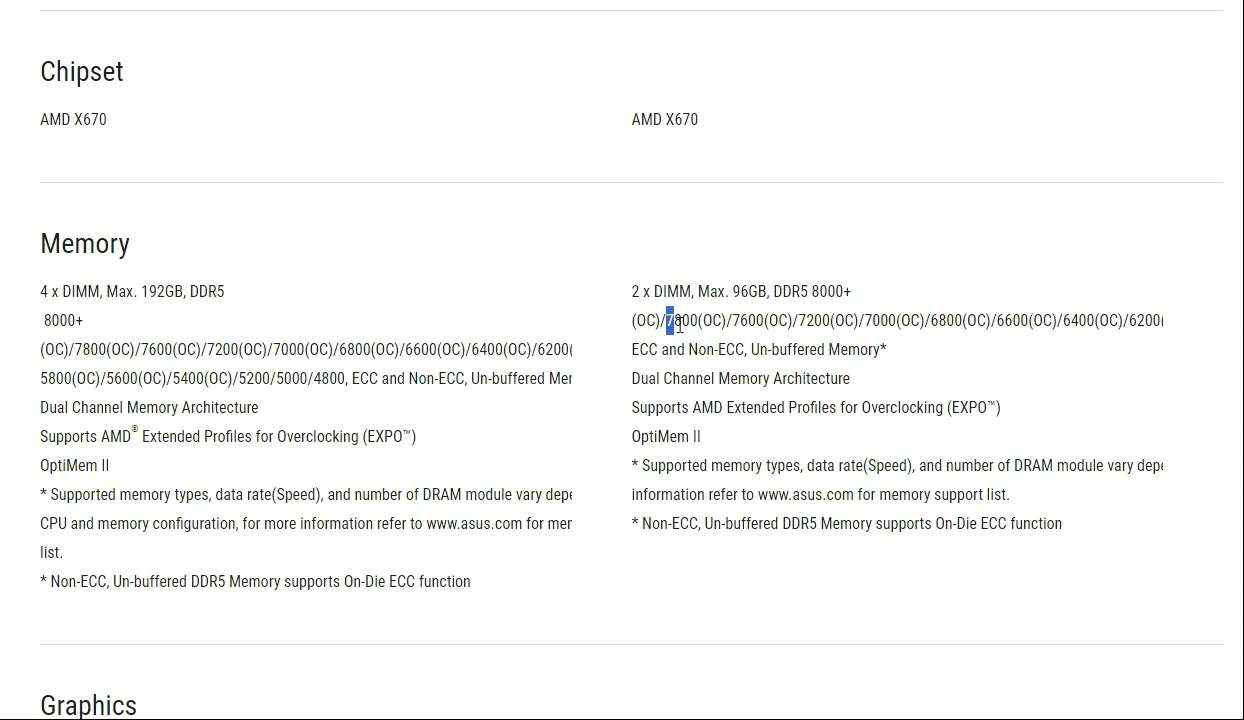 Chipset
AMD X670
AMD X670
Memory
4 x DIMM, Max. 192GB, DDR5
8000+
(OC)/7800(OC)/7600(OC)/7200(OC)/7000(OC)/6800(OC)/6600(OC)/6400(OC)/6200(
5800(OC)/5600(OC)/5400(OC)/5200/5000/4800, ECC and Non-ECC, Un-buffered Mer
Dual Channel Memory Architecture
Supports AMD® Extended Profiles for Overclocking (EXPO™)
OptiMem II
* Supported memory types, data rate(Speed), and number of DRAM module vary depe
CPU and memory configuration, for more information refer to www.asus.com for mer
list.
* Non-ECC, Un-buffered DDR5 Memory supports On-Die ECC function
2 x DIMM, Max. 96GB, DDR5 8000+
(OC)/7800(OC)/7600(OC)/7200(OC)/7000(OC)/6800(OC)/6600(OC)/6400(OC)/6200(
ECC and Non-ECC, Un-buffered Memory*
Dual Channel Memory Architecture
Supports AMD Extended Profiles for Overclocking (EXPO™)
OptiMem II
* Supported memory types, data rate(Speed), and number of DRAM module vary depe
information refer to www.asus.com for memory support list.
* Non-ECC, Un-buffered DDR5 Memory supports On-Die ECC function
Graphics